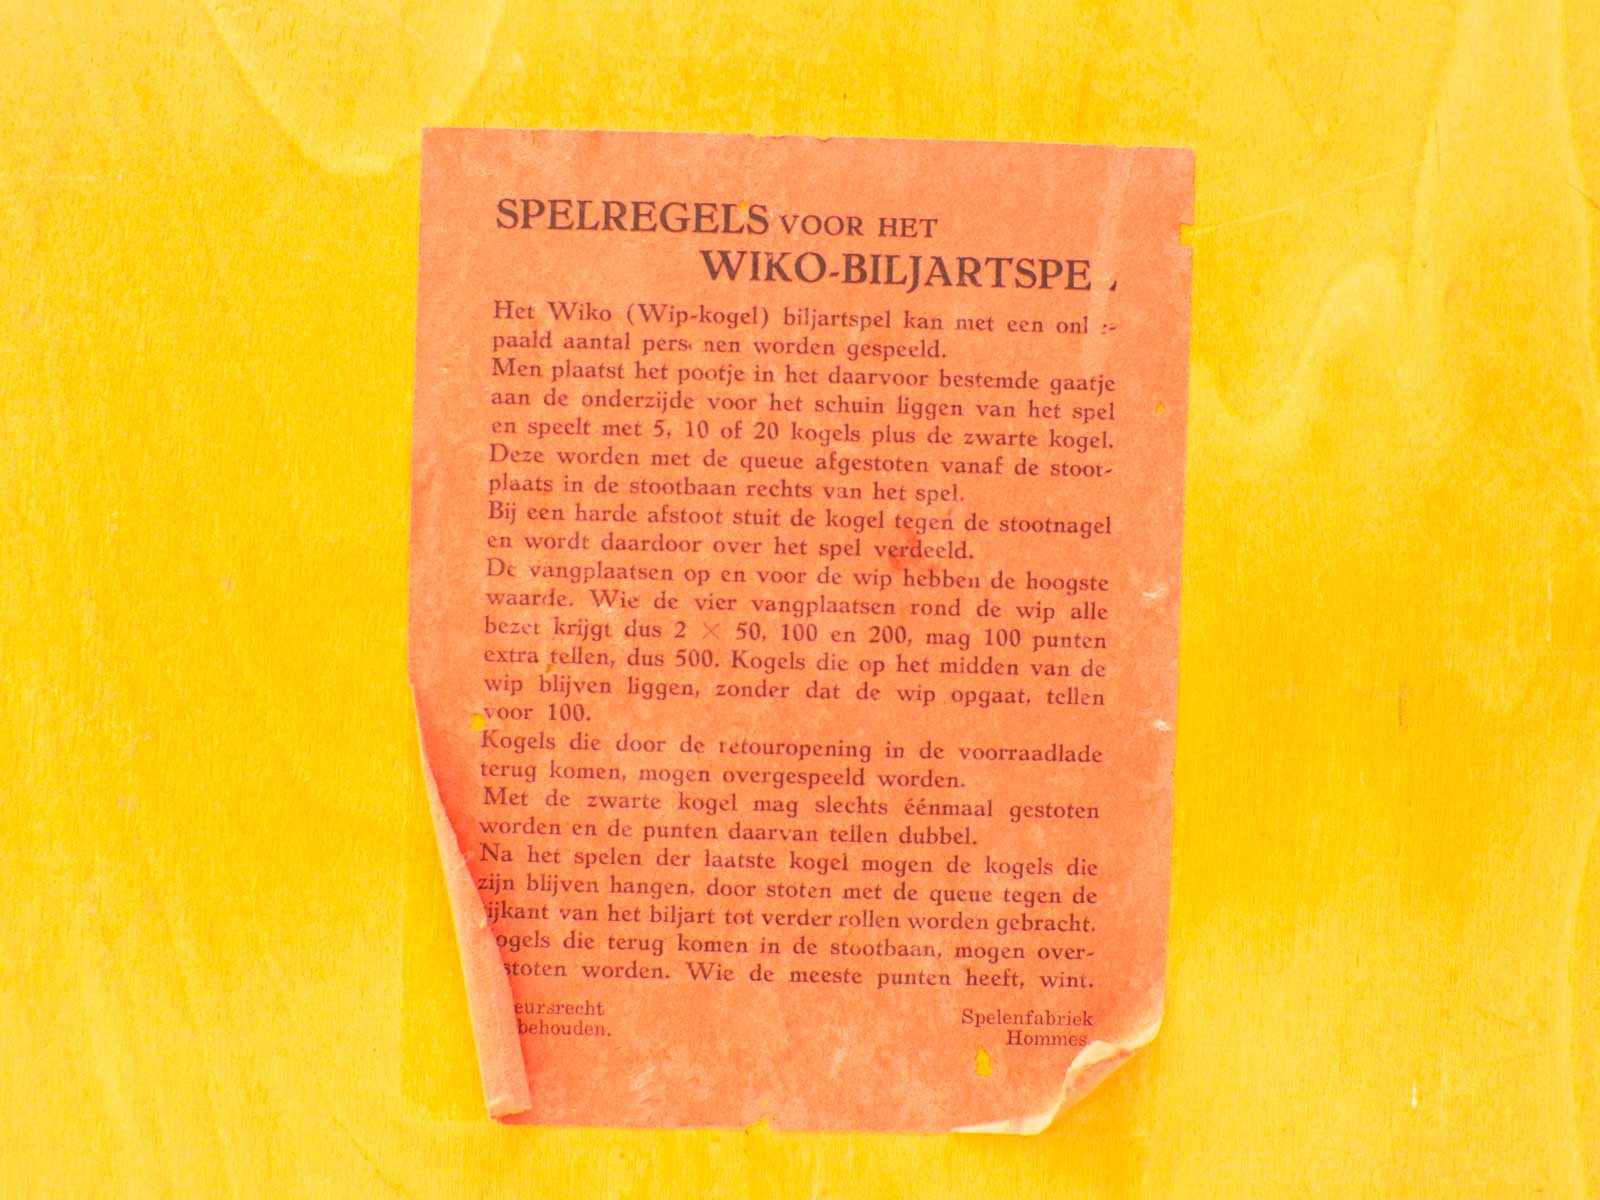 SPELREGELS VOOR HET
WIKO-BILJARTSPEL
Het Wiko (Wip-kogel) biljartspel kan met een onbe-
paald aantal personen worden gespeeld.
Men plaatst het pootje in het daarvoor bestemde gaatje
aan de onderzijde voor het schuin liggen van het spel
en speelt met 5, 10 of 20 kogels plus de zwarte kogel.
Deze worden met de queue afgestoten vanaf de stoot-
plaats in de stootbaan rechts van het spel.
Bij een harde afstoot stuit de kogel tegen de stootnagel
en wordt daardoor over het spel verdeeld.
De vangplaatsen op en voor de wip hebben de hoogste
waarde. Wie de vier vangplaatsen rond de wip alle
bezet krijgt dus 2 × 50, 100 en 200, mag 100 punten
extra tellen, dus 500. Kogels die op het midden van de
wip blijven liggen, zonder dat de wip opgaat, tellen
voor 100.
Kogels die door de retouropening in de voorraadlade
terug komen, mogen overgespeeld worden.
Met de zwarte kogel mag slechts éénmaal gestoten
worden en de punten daarvan tellen dubbel.
Na het spelen der laatste kogel mogen de kogels die
zijn blijven hangen, door stoten met de queue tegen de
zijkant van het biljart tot verder rollen worden gebracht.
Kogels die terug komen in de stootbaan, mogen over-
stoten worden. Wie de meeste punten heeft, wint.
eursrecht
behouden.
Spelenfabriek
Hommes.